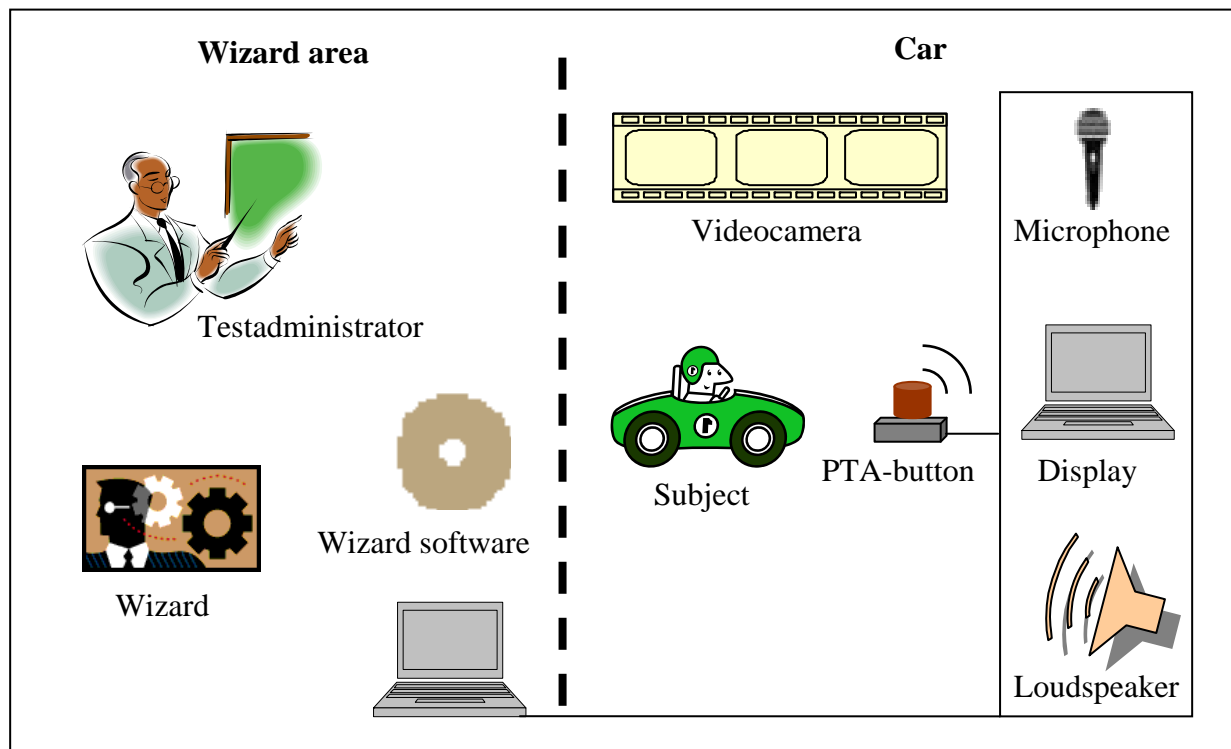 Wizard area
Car
Videocamera
Microphone
Testadministrator
Subject
PTA-button
Display
Wizard software
Wizard
Loudspeaker